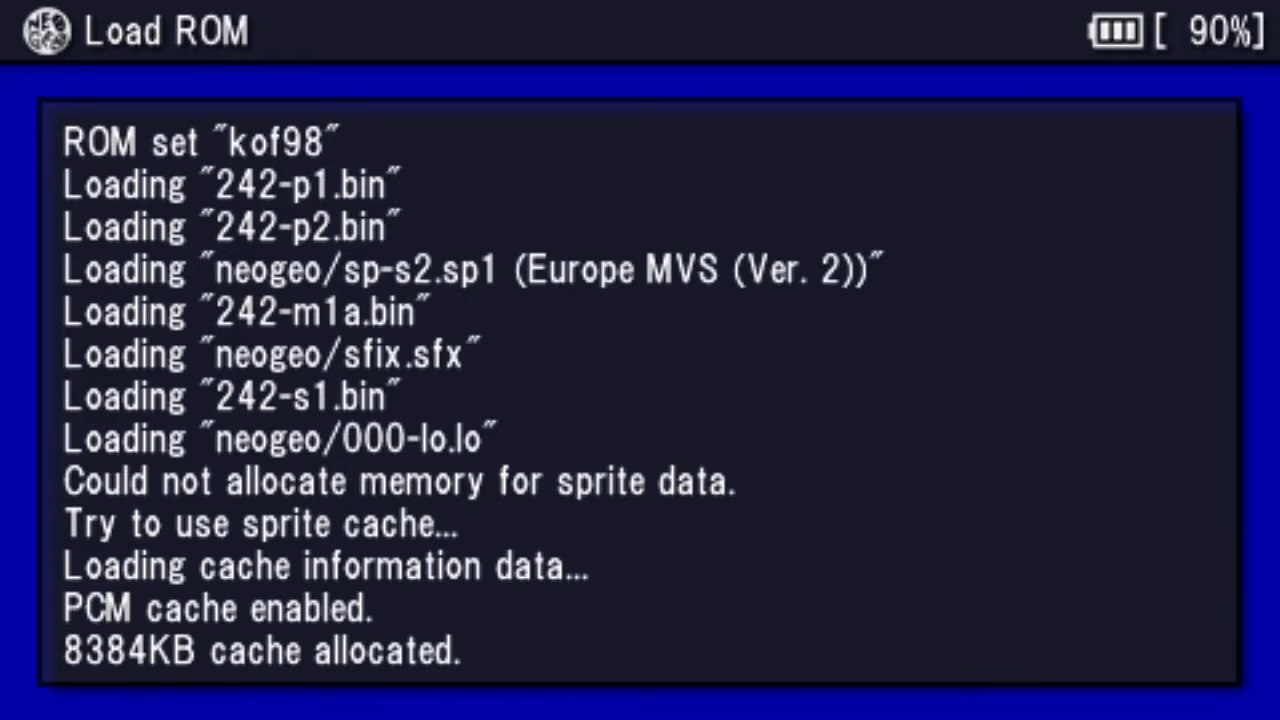 NEO GEO
Load ROM
[ 90%]
ROM set "kof98"
Loading "242-p1.bin"
Loading "242-p2.bin"
Loading "neogeo/sp-s2.sp1 (Europe MVS (Ver. 2))"
Loading "242-m1a.bin"
Loading "neogeo/sfix.sfx"
Loading "242-s1.bin"
Loading "neogeo/000-lo.lo"
Could not allocate memory for sprite data.
Try to use sprite cache...
Loading cache information data...
PCM cache enabled.
8384KB cache allocated.